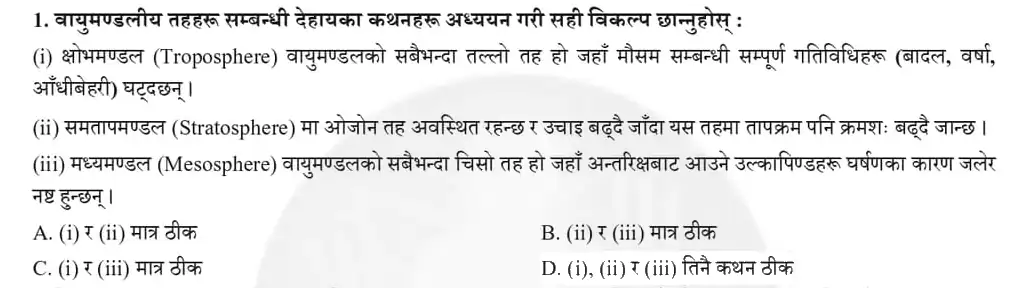 1. वायुमण्डलीय तहहरू सम्बन्धी देहायका कथनहरू अध्ययन गरी सही विकल्प छान्नुहोस् :
(i) क्षोभमण्डल (Troposphere) वायुमण्डलको सबैभन्दा तल्लो तह हो जहाँ मौसम सम्बन्धी सम्पूर्ण गतिविधिहरू (बादल, वर्षा,
आँधीबेहरी) घट्दछन्।
(ii) समतापमण्डल (Stratosphere) मा ओजोन तह अवस्थित रहन्छ र उचाइ बढ्दै जाँदा यस तहमा तापक्रम पनि क्रमशः बढ्दै जान्छ।
(iii) मध्यमण्डल (Mesosphere) वायुमण्डलको सबैभन्दा चिसो तह हो जहाँ अन्तरिक्षबाट आउने उल्कापिण्डहरू घर्षणका कारण जलेर
नष्ट हुन्छन्।
A. (i) र (ii) मात्र ठीक B. (ii) र (iii) मात्र ठीक
C. (i) र (iii) मात्र ठीक D. (i), (ii) र (iii) तिनै कथन ठीक